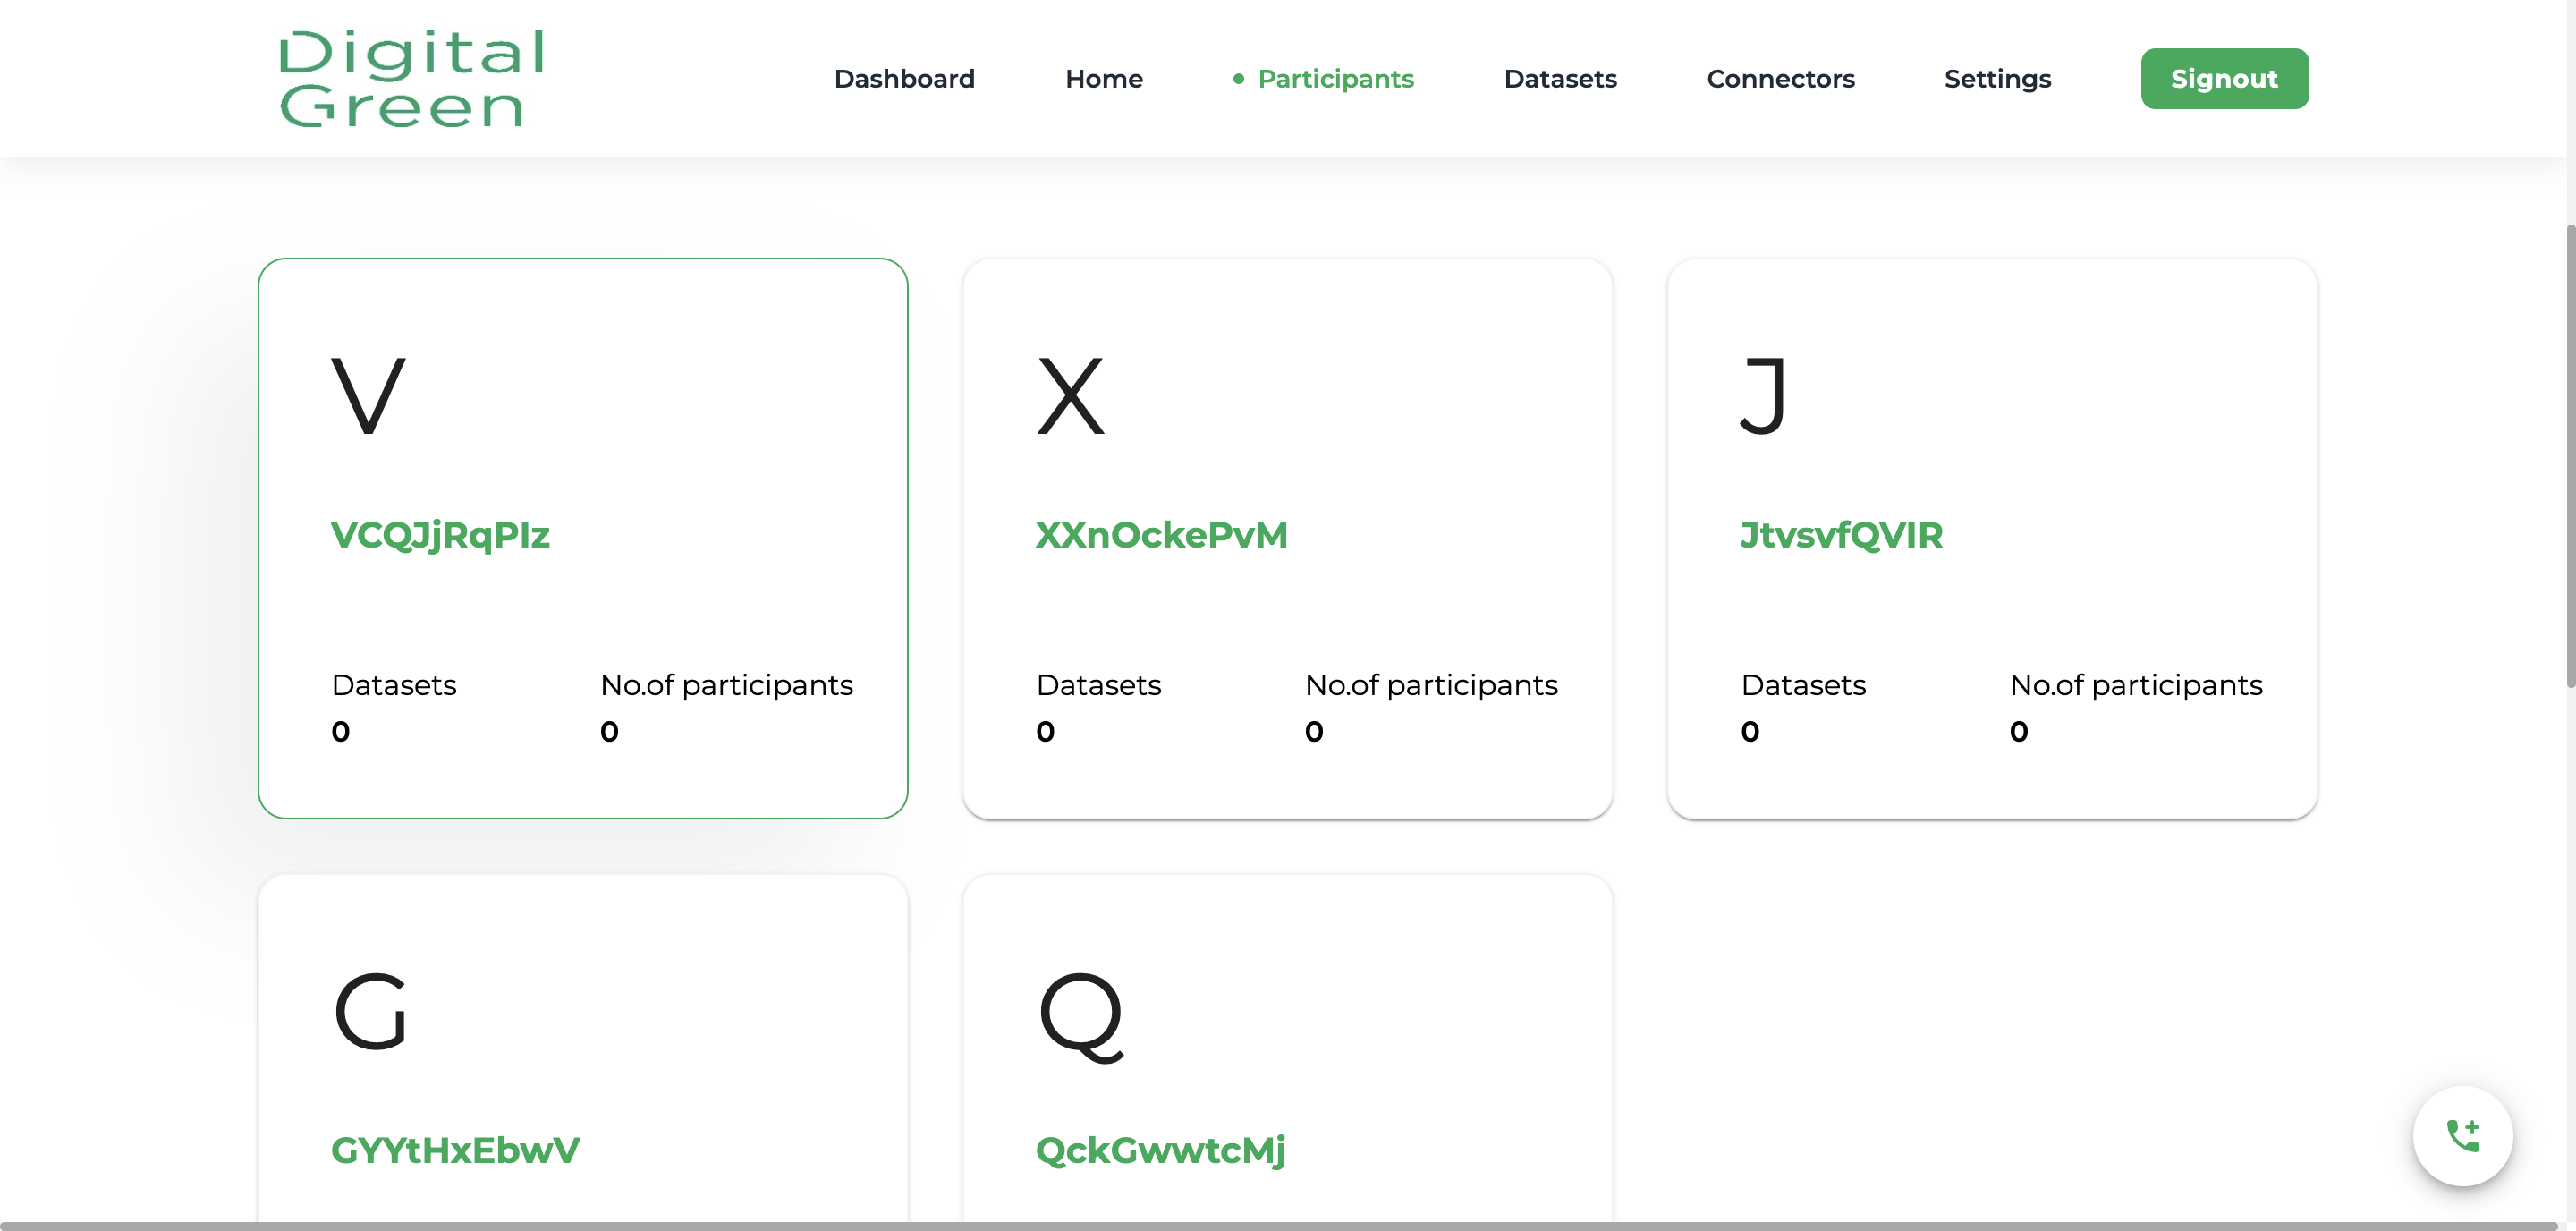 Digital
Green
Dashboard Home Participants Datasets Connectors Settings Signout
V X J
VCQJjRqPIz XXnOckePvM JtvsvfQVIR
Datasets No.of participants Datasets No.of participants Datasets No.of participants
0 0 0 0 0 0
G Q
GYYtHxEbwV QckGwwtcMj